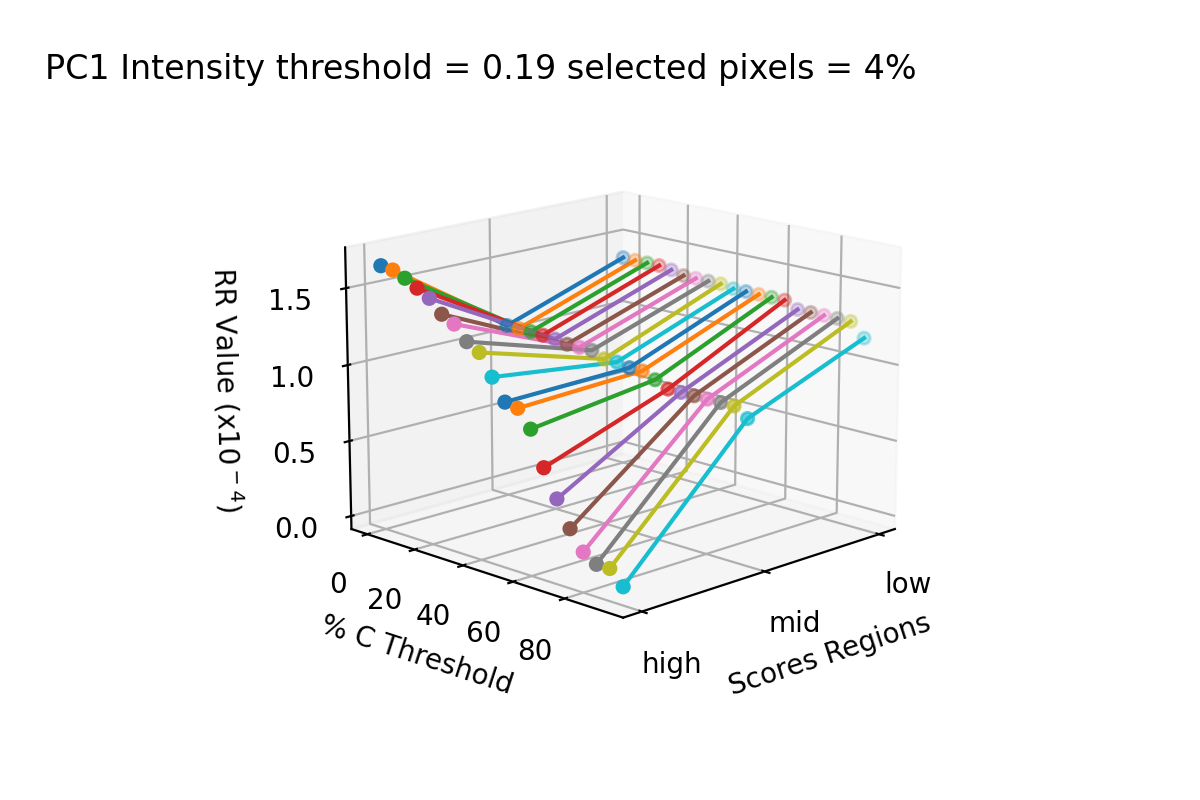 PC1 Intensity threshold = 0.19 selected pixels = 4%
RR Value (x10⁻⁴)
1.5
1.0
0.5
0.0
0
20
40
60
80
% C Threshold
high
mid
low
Scores Regions